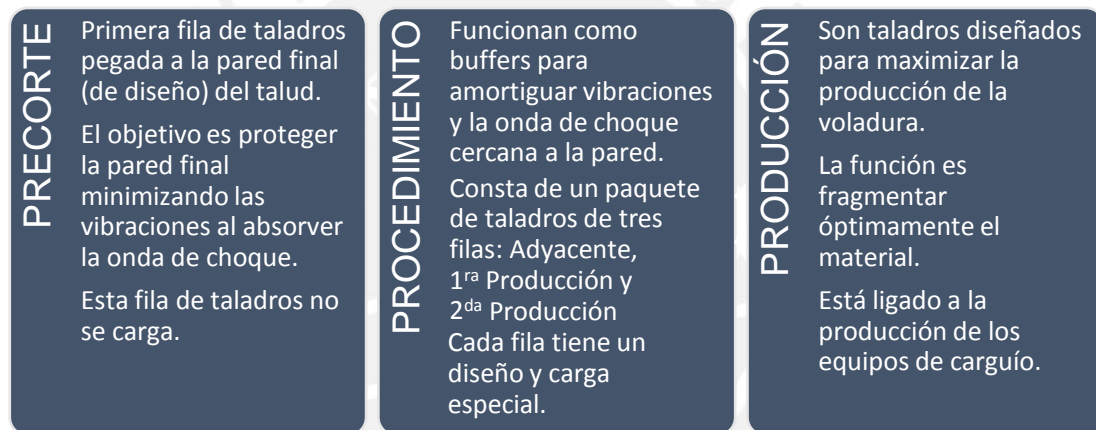 PRECORTE
Primera fila de taladros
pegada a la pared final
(de diseño) del talud.
El objetivo es proteger
la pared final
minimizando las
vibraciones al absorver
la onda de choque.
Esta fila de taladros no
se carga.
PROCEDIMIENTO
Funcionan como
buffers para
amortiguar vibraciones
y la onda de choque
cercana a la pared.
Consta de un paquete
de taladros de tres
filas: Adyacente,
1ra Producción y
2da Producción
Cada fila tiene un
diseño y carga
especial.
PRODUCCIÓN
Son taladros diseñados
para maximizar la
producción de la
voladura.
La función es
fragmentar
óptimamente el
material.
Está ligado a la
producción de los
equipos de carguío.